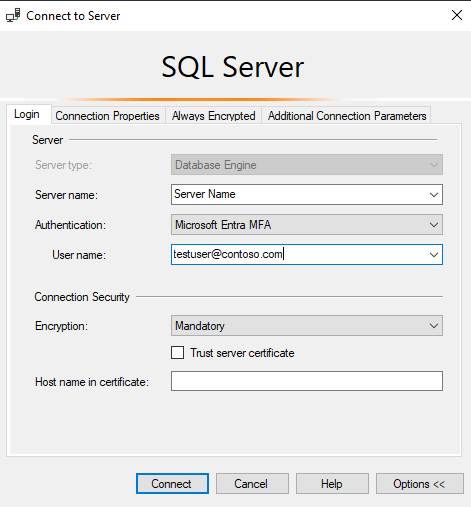 Connect to Server
SQL Server
Login Connection Properties Always Encrypted Additional Connection Parameters
Server
Server type: Database Engine
Server name: Server Name
Authentication: Microsoft Entra MFA
User name: testuser@contoso.com
Connection Security
Encryption: Mandatory
Trust server certificate
Host name in certificate:
Connect Cancel Help Options <<